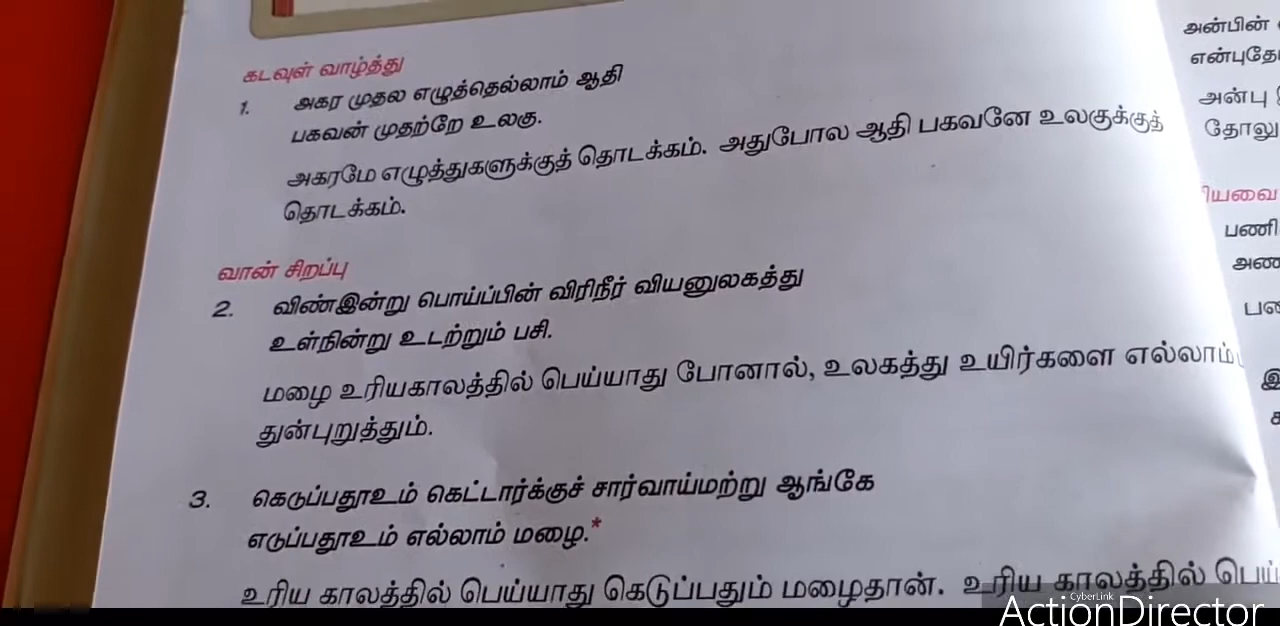 கடவுள் வாழ்த்து
1. அகர முதல எழுத்தெல்லாம் ஆதி
பகவன் முதற்றே உலகு.
அகரமே எழுத்துகளுக்குத் தொடக்கம். அதுபோல ஆதி பகவனே உலகுக்குத்
தொடக்கம்.
வான் சிறப்பு
2. விண்இன்று பொய்ப்பின் விரிநீர் வியனுலகத்து
உள்நின்று உடற்றும் பசி.
மழை உரியகாலத்தில் பெய்யாது போனால், உலகத்து உயிர்களை எல்லாம்
துன்புறுத்தும்.
3. கெடுப்பதூஉம் கெட்டார்க்குச் சார்வாய்மற்று ஆங்கே
எடுப்பதூஉம் எல்லாம் மழை.*
உரிய காலத்தில் பெய்யாது கெடுப்பதும் மழைதான். உரிய காலத்தில்
அன்பின்
அன்பு
CyberLink
ActionDirector